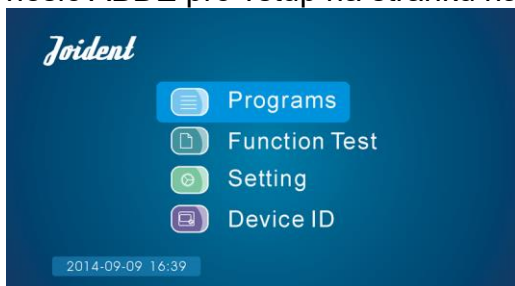 Joident
Programs
Function Test
Setting
Device ID
2014-09-09 16:39